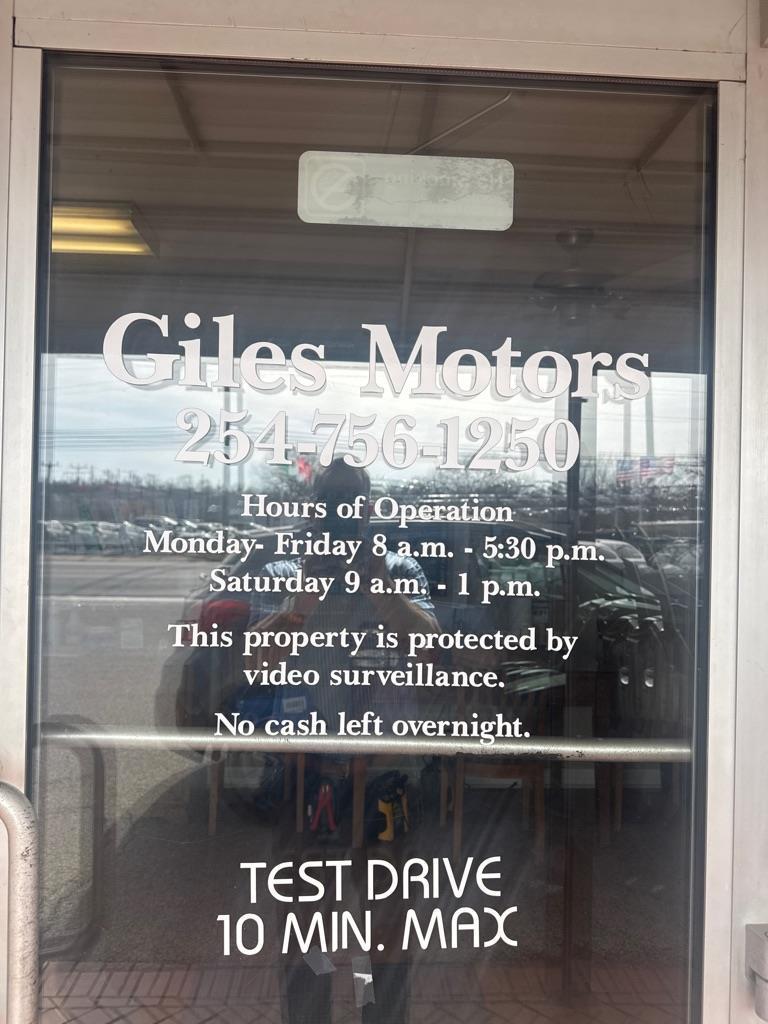 Giles Motors
254-756-1250
Hours of Operation
Monday- Friday 8 a.m. - 5:30 p.m.
Saturday 9 a.m. - 1 p.m.
This property is protected by
video surveillance.
No cash left overnight.
TEST DRIVE
10 MIN. MAX